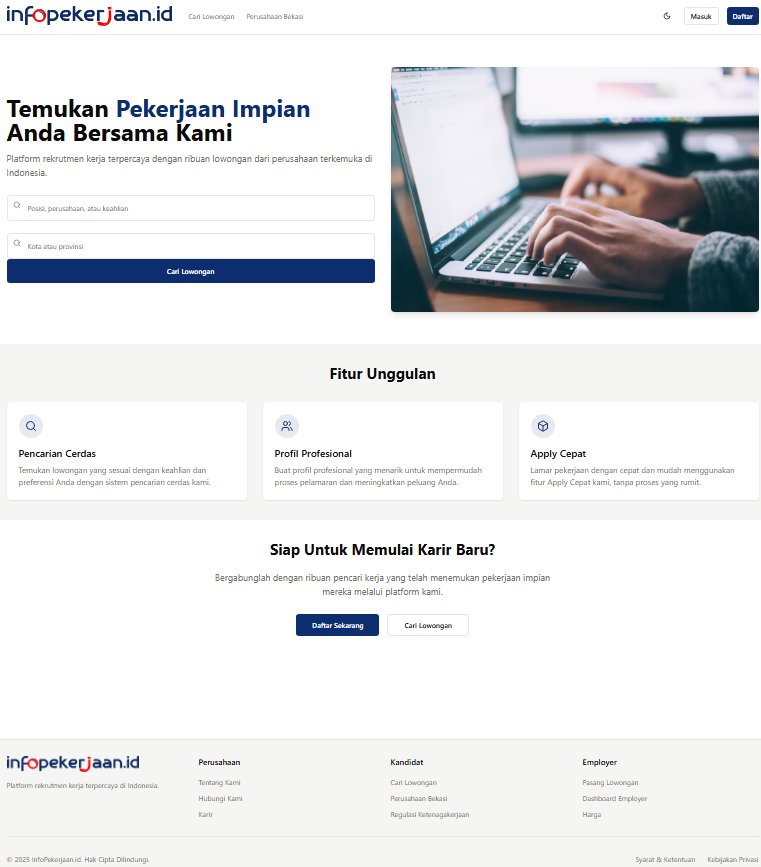 infopekerjaan.id
Cari Lowongan
Perusahaan Bekasi
Masuk
Daftar
Temukan Pekerjaan Impian
Anda Bersama Kami
Platform rekrutmen kerja terpercaya dengan ribuan lowongan dari perusahaan terkemuka di
Indonesia.
Posisi, perusahaan, atau keahlian
Kota atau provinsi
Cari Lowongan
Fitur Unggulan
Pencarian Cerdas
Temukan lowongan yang sesuai dengan keahlian dan
preferensi Anda dengan sistem pencarian cerdas kami.
Profil Profesional
Buat profil profesional yang menarik untuk mempermudah
proses pelamaran dan meningkatkan peluang Anda.
Apply Cepat
Lamar pekerjaan dengan cepat dan mudah menggunakan
fitur Apply Cepat kami, tanpa proses yang rumit.
Siap Untuk Memulai Karir Baru?
Bergabunglah dengan ribuan pencari kerja yang telah menemukan pekerjaan impian
mereka melalui platform kami.
Daftar Sekarang
Cari Lowongan
infopekerjaan.id
Platform rekrutmen kerja terpercaya di Indonesia.
Perusahaan
Tentang Kami
Hubungi Kami
Karir
Kandidat
Cari Lowongan
Perusahaan Bekasi
Regulasi Ketenagakerjaan
Employer
Pasang Lowongan
Dashboard Employer
Harga
© 2025 InfoPekerjaan.id. Hak Cipta Dilindungi.
Syarat & Ketentuan
Kebijakan Privasi